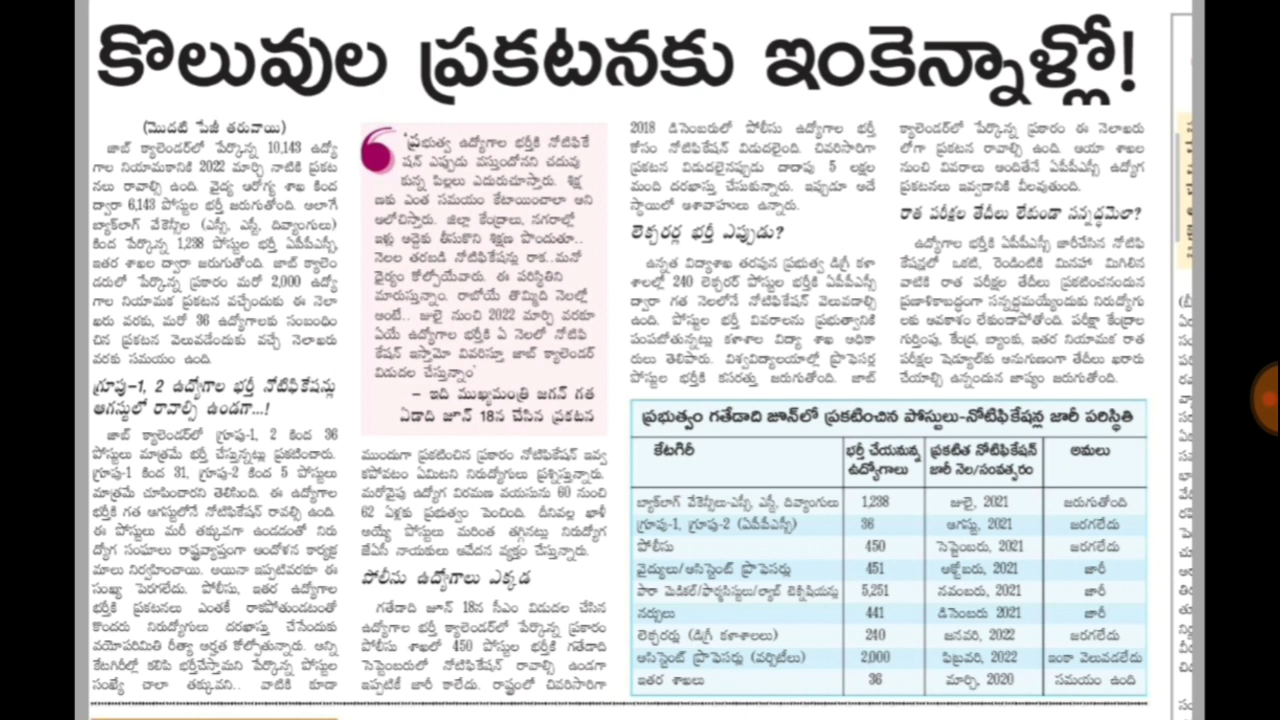 కొలువుల ప్రకటనకు ఇంకెన్నాళ్లో!
(మొదటి పేజీ తరువాయి)
జాబ్ క్యాలెండర్‌లో పేర్కొన్న 10,143 ఉద్యో
గాల నియామకానికి 2022 మార్చి నాటికి ప్రకట
నలు రావాల్సి ఉంది. వైద్య ఆరోగ్య శాఖ కింద
ద్వారా 6,143 పోస్టుల భర్తీ జరుగుతోంది. అలాగే
బ్యాక్‌లాగ్ వేకెన్సీల (ఎస్సీ, ఎస్టీ, దివ్యాంగులు)
కింద పేర్కొన్న 1,238 పోస్టుల భర్తీ ఏపీపీఎస్సీ,
ఇతర శాఖల ద్వారా జరుగుతోంది. జాబ్ క్యాలెం
డరులో పేర్కొన్న ప్రకారం మరో 2,000 ఉద్యో
గాల నియామక ప్రకటన వచ్చేందుకు ఈ నెలా
ఖరు వరకు, మరో 36 ఉద్యోగాలకు సంబంధిం
చిన ప్రకటన వెలువడేందుకు వచ్చే నెలాఖరు
వరకు సమయం ఉంది.
గ్రూపు-1, 2 ఉద్యోగాల భర్తీ నోటిఫికేషన్లు
ఆగస్టులో రావాల్సి ఉండగా...!
జాబ్ క్యాలెండర్‌లో గ్రూపు-1, 2 కింద 36
పోస్టులు మాత్రమే భర్తీ చేస్తున్నట్లు ప్రకటించారు.
గ్రూపు-1 కింద 31, గ్రూపు-2 కింద 5 పోస్టులు
మాత్రమే చూపించారని తెలిసింది. ఈ ఉద్యోగాల
భర్తీకి గత ఆగస్టులోనే నోటిఫికేషన్ రావాల్సి ఉంది.
ఈ పోస్టులు మరీ తక్కువగా ఉండడంతో నిరు
ద్యోగ సంఘాలు రాష్ట్రవ్యాప్తంగా ఆందోళన కార్యక్ర
మాలు నిర్వహించాయి. అయినా ఇప్పటివరకూ ఈ
సంఖ్య పెరగలేదు. పోలీసు, ఇతర ఉద్యోగాల
భర్తీకి ప్రకటనలు ఎంతకీ రాకపోతుండటంతో
కొందరు నిరుద్యోగులు దరఖాస్తు చేసేందుకు
వయోపరిమితి రీత్యా అర్హత కోల్పోతున్నారు. అన్ని
కేటగిరీల్లో కలిపి భర్తీచేస్తామని పేర్కొన్న పోస్టుల
సంఖ్యే చాలా తక్కువని.. వాటికి కూడా
'ప్రభుత్వ ఉద్యోగాల భర్తీకి నోటిఫికే
షన్ ఎప్పుడు వస్తుందోనని చదువు
కున్న పిల్లలు ఎదురుచూస్తారు. శిక్ష
ణకు ఎంత సమయం కేటాయించాలా అని
ఆలోచిస్తారు. జిల్లా కేంద్రాలు, నగరాల్లో
ఇళ్లు అద్దెకు తీసుకొని శిక్షణ పొందుతూ..
నెలల తరబడి నోటిఫికేషన్లు రాక..మనో
ధైర్యం కోల్పోయేవారు. ఈ పరిస్థితిని
మారుస్తున్నాం. రాబోయే తొమ్మిది నెలల్లో
అంటే.. జులై నుంచి 2022 మార్చి వరకూ
ఏయే ఉద్యోగాల భర్తీకి ఏ నెలలో నోటిఫి
కేషన్ ఇస్తామో వివరిస్తూ జాబ్ క్యాలెండర్
విడుదల చేస్తున్నాం'
– ఇది ముఖ్యమంత్రి జగన్ గత
ఏడాది జూన్ 18న చేసిన ప్రకటన
ముందుగా ప్రకటించిన ప్రకారం నోటిఫికేషన్ ఇవ్వ
కపోవటం ఏమిటని నిరుద్యోగులు ప్రశ్నిస్తున్నారు.
మరోవైపు ఉద్యోగ విరమణ వయసును 60 నుంచి
62 ఏళ్లకు ప్రభుత్వం పెంచింది. దీనివల్ల ఖాళీ
అయ్యే పోస్టులు మరింత తగ్గినట్లు నిరుద్యోగ
జేఏసీ నాయకులు ఆవేదన వ్యక్తం చేస్తున్నారు.
పోలీసు ఉద్యోగాలు ఎక్కడ
గతేడాది జూన్ 18న సీఎం విడుదల చేసిన
ఉద్యోగాల భర్తీ క్యాలెండర్‌లో పేర్కొన్న ప్రకారం
పోలీసు శాఖలో 450 పోస్టుల భర్తీకి గతేడాది
సెప్టెంబరులో నోటిఫికేషన్ రావాల్సి ఉండగా
ఇప్పటికీ జారీ కాలేదు. రాష్ట్రంలో చివరిసారిగా
2018 డిసెంబరులో పోలీసు ఉద్యోగాల భర్తీ
కోసం నోటిఫికేషన్ విడుదలైంది. చివరిసారిగా
ప్రకటన విడుదలైనప్పుడు దాదాపు 5 లక్షల
మంది దరఖాస్తు చేసుకున్నారు. ఇప్పుడూ అదే
స్థాయిలో ఆశావాహులు ఉన్నారు.
లెక్చరర్ల భర్తీ ఎప్పుడు?
ఉన్నత విద్యాశాఖ తరపున ప్రభుత్వ డిగ్రీ కళా
శాలల్లో 240 లెక్చరర్ పోస్టుల భర్తీకి ఏపీపీఎస్సీ
ద్వారా గత నెలలోనే నోటిఫికేషన్ వెలువడాల్సి
ఉంది. పోస్టుల భర్తీ వివరాలను ప్రభుత్వానికి
పంపబోతున్నట్లు కళాశాల విద్యా శాఖ అధికా
రులు తెలిపారు. విశ్వవిద్యాలయాల్లో ప్రొఫెసర్ల
పోస్టుల భర్తీకి కసరత్తు జరుగుతోంది. జాబ్
క్యాలెండర్‌లో పేర్కొన్న ప్రకారం ఈ నెలాఖరు
లోగా ప్రకటన రావాల్సి ఉంది. ఆయా శాఖల
నుంచి వివరాలు అందితేనే ఏపీపీఎస్సీ ఉద్యోగ
ప్రకటనలు ఇవ్వడానికి వీలవుతుంది.
రాత పరీక్షల తేదీలు లేకుండా సన్నద్ధమెలా?
ఉద్యోగాల భర్తీకి ఏపీపీఎస్సీ జారీచేసిన నోటిఫి
కేషన్లలో ఒకటి, రెండింటికి మినహా మిగిలిన
వాటికి రాత పరీక్షల తేదీలు ప్రకటించనందున
ప్రణాళికాబద్ధంగా సన్నద్ధమయ్యేందుకు నిరుద్యోగు
లకు అవకాశం లేకుండాపోతోంది. పరీక్షా కేంద్రాల
గుర్తింపు, కేంద్ర, బ్యాంకు, ఇతర నియామక రాత
పరీక్షల షెడ్యూల్‌కు అనుగుణంగా తేదీలు ఖరారు
చేయాల్సి ఉన్నందున జాప్యం జరుగుతోంది.
ప్రభుత్వం గతేడాది జూన్‌లో ప్రకటించిన పోస్టులు-నోటిఫికేషన్ల జారీ పరిస్థితి
కేటగిరీ భర్తీ చేయనున్న ఉద్యోగాలు ప్రకటిత నోటిఫికేషన్ జారీ నెల/సంవత్సరం అమలు
బ్యాక్‌లాగ్ వేకెన్సీలు-ఎస్సీ, ఎస్టీ, దివ్యాంగులు 1,238 జులై, 2021 జరుగుతోంది
గ్రూపు-1, గ్రూపు-2 (ఏపీపీఎస్సీ) 36 ఆగస్టు, 2021 జరగలేదు
పోలీసు 450 సెప్టెంబరు, 2021 జరగలేదు
వైద్యులు/అసిస్టెంట్ ప్రొఫెసర్లు 451 అక్టోబరు, 2021 జారీ
పారా మెడికల్/ఫార్మసిస్టులు/ల్యాబ్ టెక్నీషియన్లు 5,251 నవంబరు, 2021 జారీ
నర్సులు 441 డిసెంబరు 2021 జారీ
లెక్చరర్లు (డిగ్రీ కళాశాలలు) 240 జనవరి, 2022 జరగలేదు
అసిస్టెంట్ ప్రొఫెసర్లు (వర్సిటీలు) 2,000 ఫిబ్రవరి, 2022 ఇంకా వెలువడలేదు
ఇతర శాఖలు 36 మార్చి, 2020 సమయం ఉంది